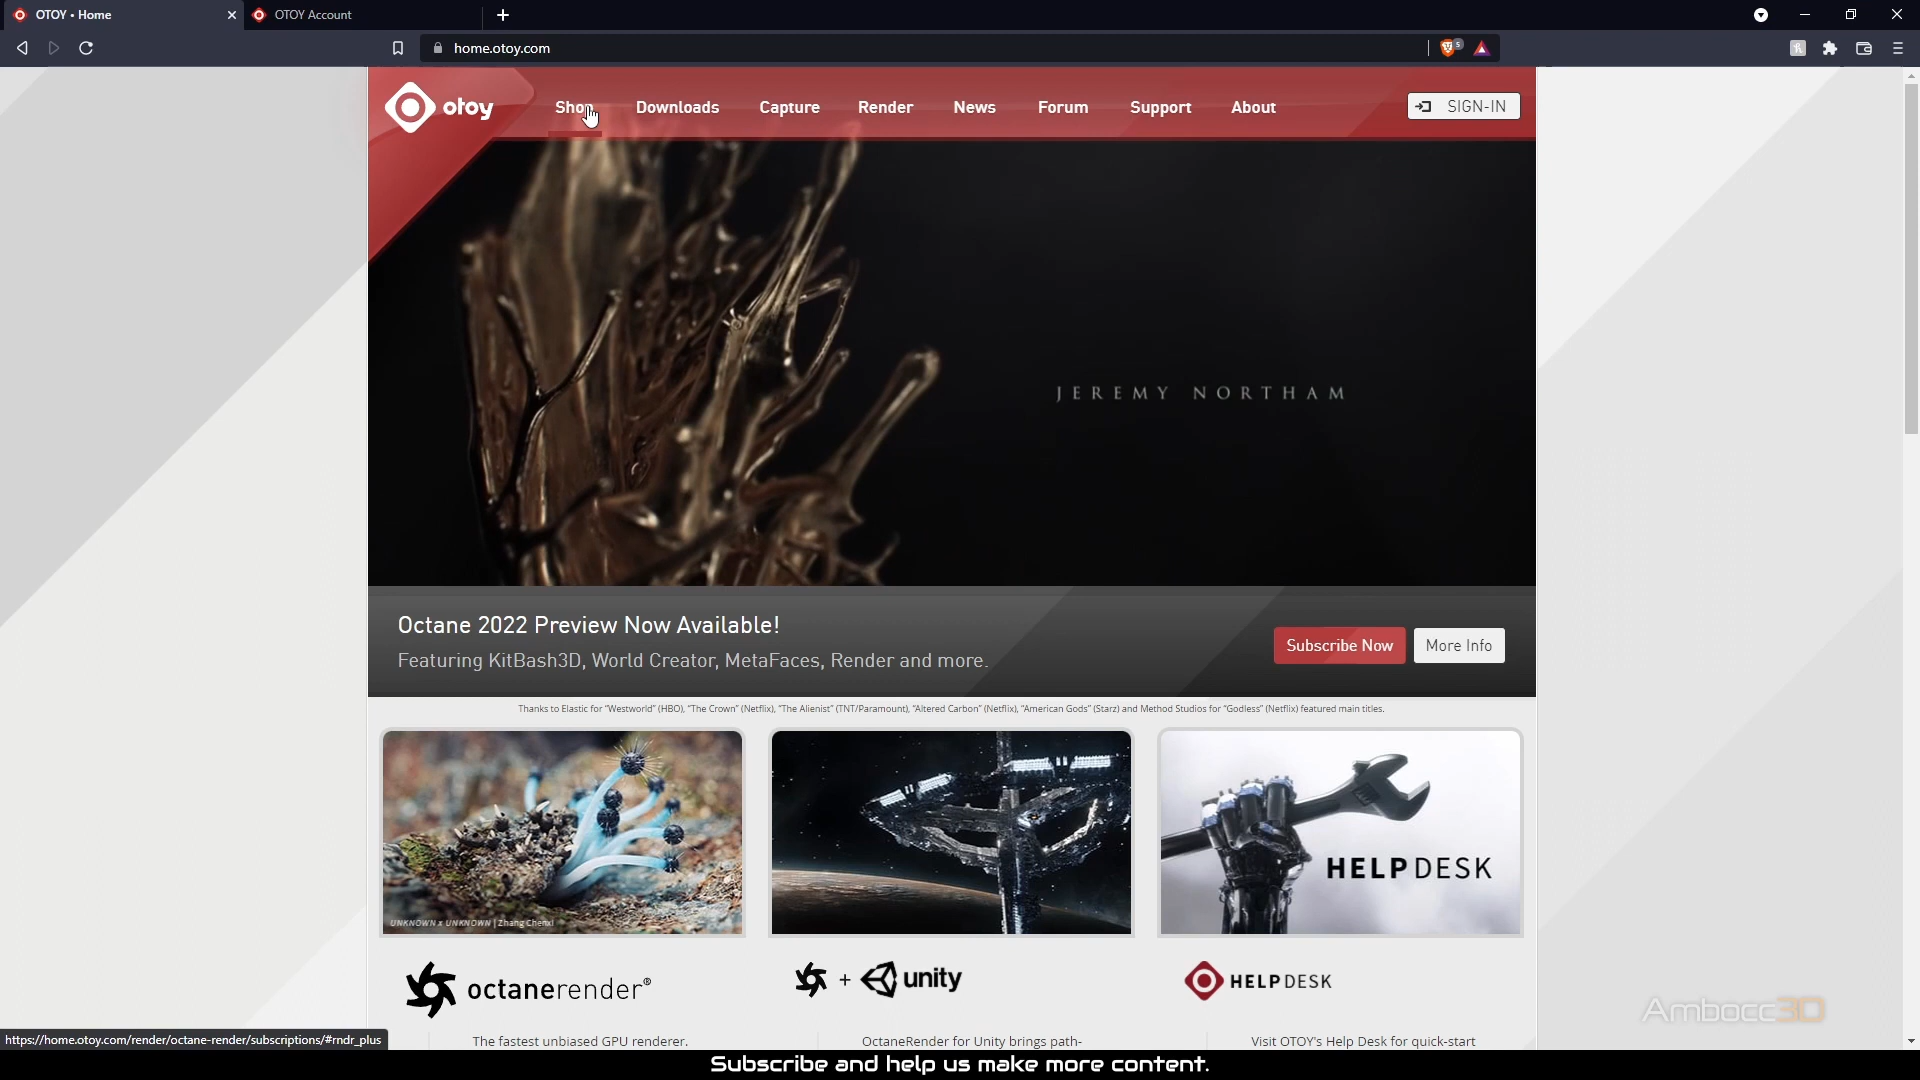 OTOY • Home
OTOY Account
home.otoy.com
5
otoy
Shop
Downloads
Capture
Render
News
Forum
Support
About
SIGN-IN
JEREMY NORTHAM
Octane 2022 Preview Now Available!
Featuring KitBash3D, World Creator, MetaFaces, Render and more.
Subscribe Now
More Info
Thanks to Elastic for "Westworld" (HBO), "The Crown" (Netflix), "The Alienist" (TNT/Paramount), "Altered Carbon" (Netflix), "American Gods" (Starz) and Method Studios for "Godless" (Netflix) featured main titles.
UNKNOWN x UNKNOWN | Zhang Chenxi
HELPDESK
octanerender®
+ unity
HELPDESK
The fastest unbiased GPU renderer.
OctaneRender for Unity brings path-
Visit OTOY's Help Desk for quick-start
Ambocc3D
https://home.otoy.com/render/octane-render/subscriptions/#rndr_plus
Subscribe and help us make more content.